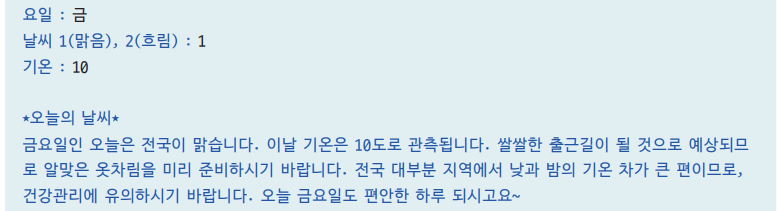 요일 : 금
날씨 1(맑음), 2(흐림) : 1
기온 : 10
*오늘의 날씨*
금요일인 오늘은 전국이 맑습니다. 이날 기온은 10도로 관측됩니다. 쌀쌀한 출근길이 될 것으로 예상되므
로 알맞은 옷차림을 미리 준비하시기 바랍니다. 전국 대부분 지역에서 낮과 밤의 기온 차가 큰 편이므로,
건강관리에 유의하시기 바랍니다. 오늘 금요일도 편안한 하루 되시고요~